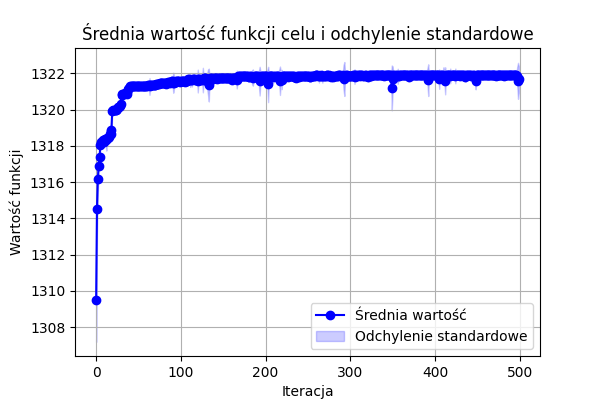 Średnia wartość funkcji celu i odchylenie standardowe
Wartość funkcji
1322
1320
1318
1316
1314
1312
1310
1308
0 100 200 300 400 500
Iteracja
Średnia wartość
Odchylenie standardowe